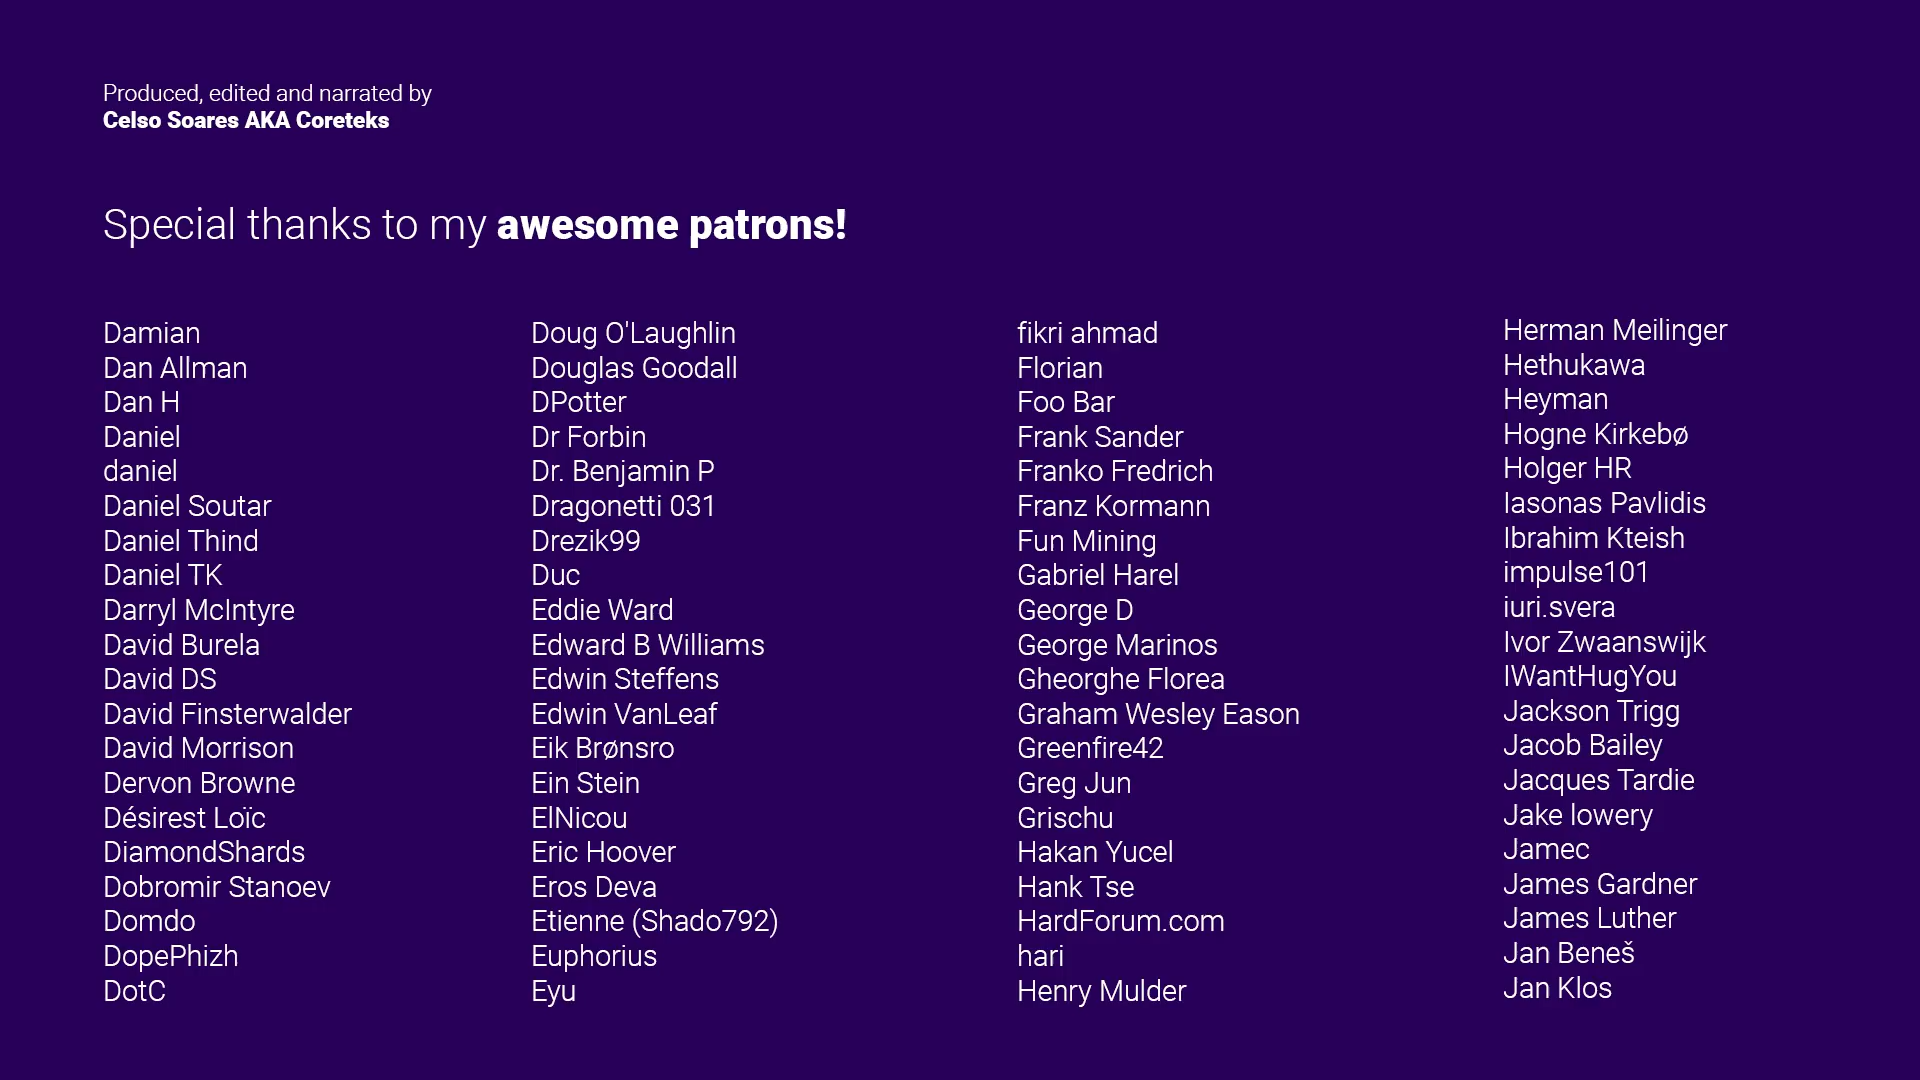 Produced, edited and narrated by
Celso Soares AKA Coreteks
Special thanks to my awesome patrons!
Damian
Dan Allman
Dan H
Daniel
daniel
Daniel Soutar
Daniel Thind
Daniel TK
Darryl McIntyre
David Burela
David DS
David Finsterwalder
David Morrison
Dervon Browne
Désirest Loïc
DiamondShards
Dobromir Stanoev
Domdo
DopePhizh
DotC
Doug O'Laughlin
Douglas Goodall
DPotter
Dr Forbin
Dr. Benjamin P
Dragonetti 031
Drezik99
Duc
Eddie Ward
Edward B Williams
Edwin Steffens
Edwin VanLeaf
Eik Brønsro
Ein Stein
ElNicou
Eric Hoover
Eros Deva
Etienne (Shado792)
Euphorius
Eyu
fikri ahmad
Florian
Foo Bar
Frank Sander
Franko Fredrich
Franz Kormann
Fun Mining
Gabriel Harel
George D
George Marinos
Gheorghe Florea
Graham Wesley Eason
Greenfire42
Greg Jun
Grischu
Hakan Yucel
Hank Tse
HardForum.com
hari
Henry Mulder
Herman Meilinger
Hethukawa
Heyman
Hogne Kirkebø
Holger HR
Iasonas Pavlidis
Ibrahim Kteish
impulse101
iuri.svera
Ivor Zwaanswijk
IWantHugYou
Jackson Trigg
Jacob Bailey
Jacques Tardie
Jake lowery
Jamec
James Gardner
James Luther
Jan Beneš
Jan Klos